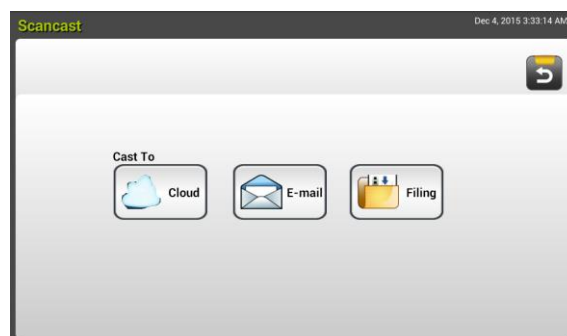 Scancast
Dec 4, 2015 3:33:14 AM
Cast To
Cloud
E-mail
Filing